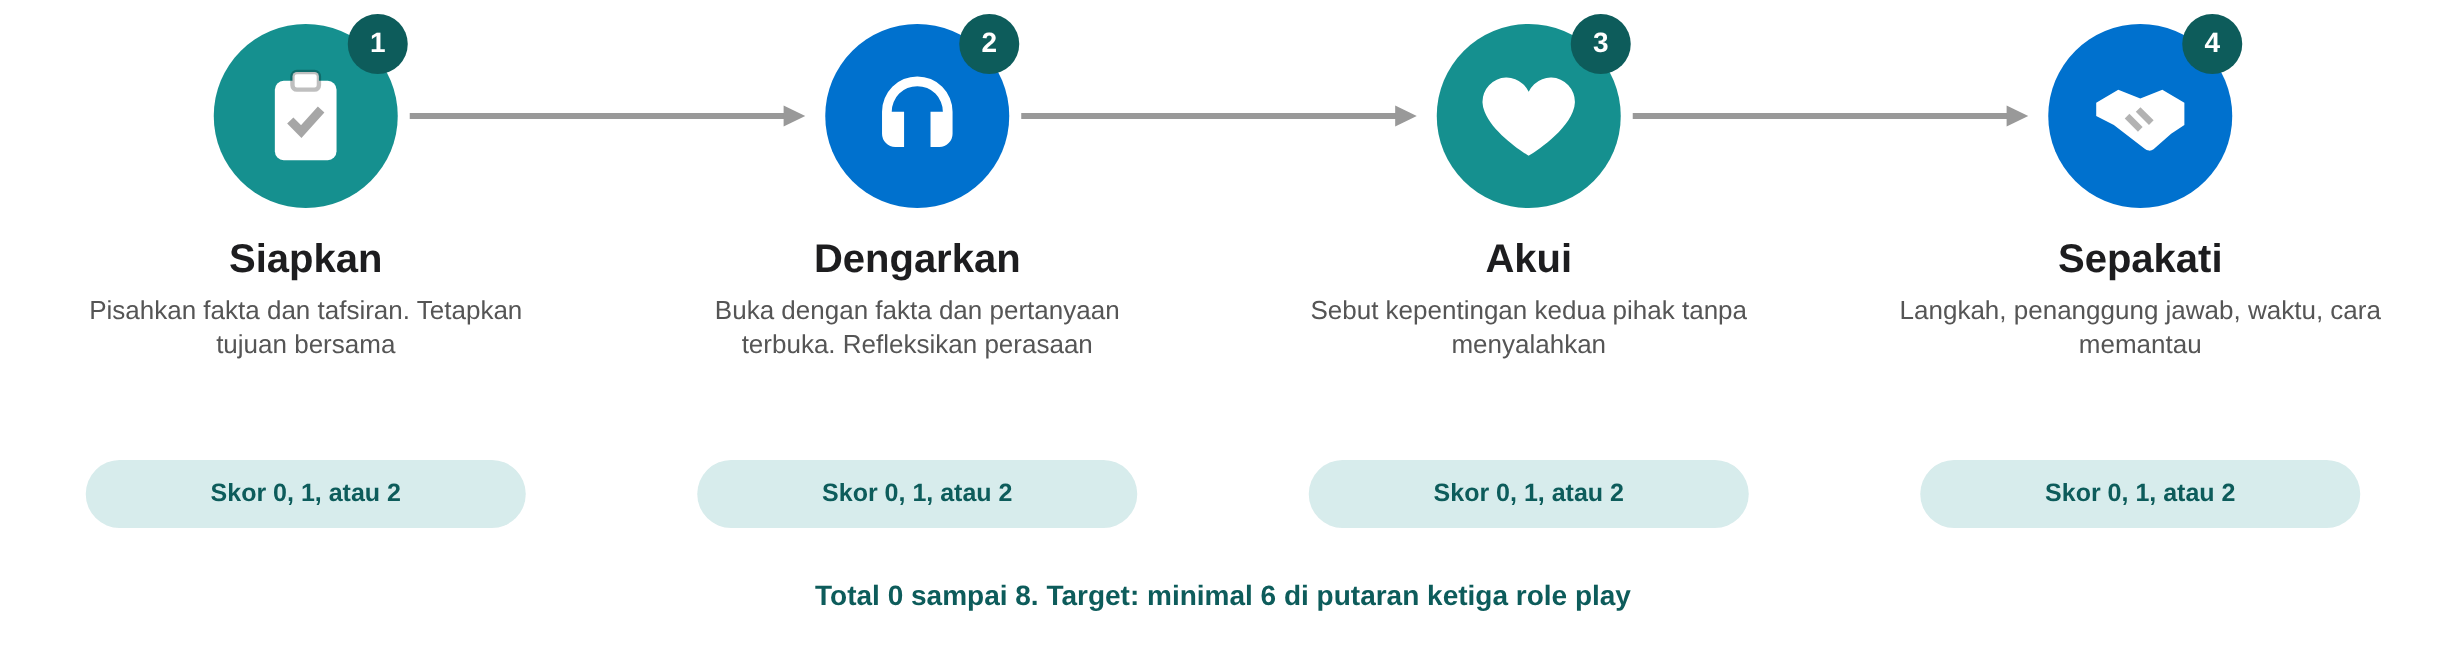 1
Siapkan
Pisahkan fakta dan tafsiran. Tetapkan
tujuan bersama
Skor 0, 1, atau 2
2
Dengarkan
Buka dengan fakta dan pertanyaan
terbuka. Refleksikan perasaan
Skor 0, 1, atau 2
3
Akui
Sebut kepentingan kedua pihak tanpa
menyalahkan
Skor 0, 1, atau 2
4
Sepakati
Langkah, penanggung jawab, waktu, cara
memantau
Skor 0, 1, atau 2
Total 0 sampai 8. Target: minimal 6 di putaran ketiga role play